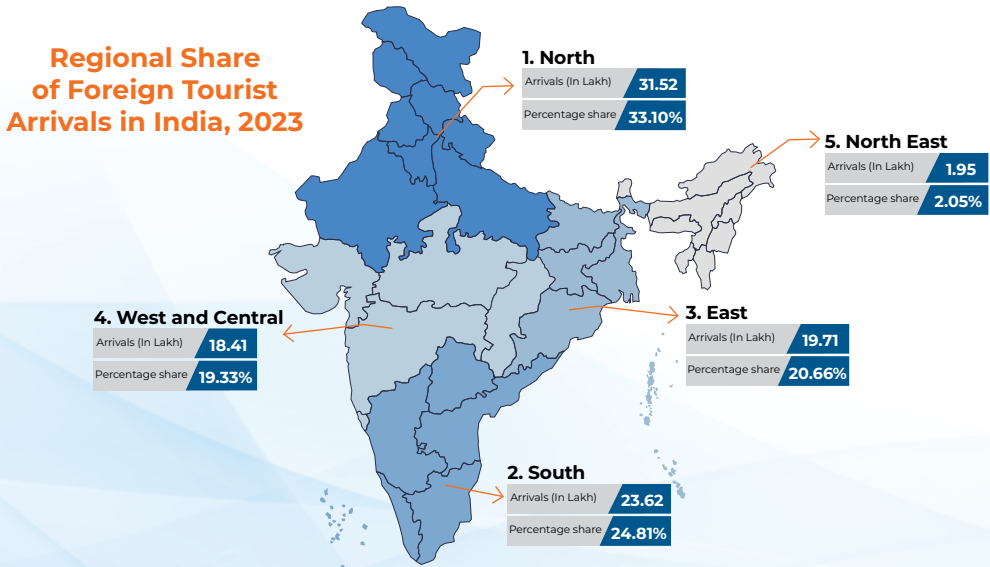 Regional Share
of Foreign Tourist
Arrivals in India, 2023
1. North
Arrivals (In Lakh) 31.52
Percentage share 33.10%
5. North East
Arrivals (In Lakh) 1.95
Percentage share 2.05%
4. West and Central
Arrivals (In Lakh) 18.41
Percentage share 19.33%
3. East
Arrivals (In Lakh) 19.71
Percentage share 20.66%
2. South
Arrivals (In Lakh) 23.62
Percentage share 24.81%